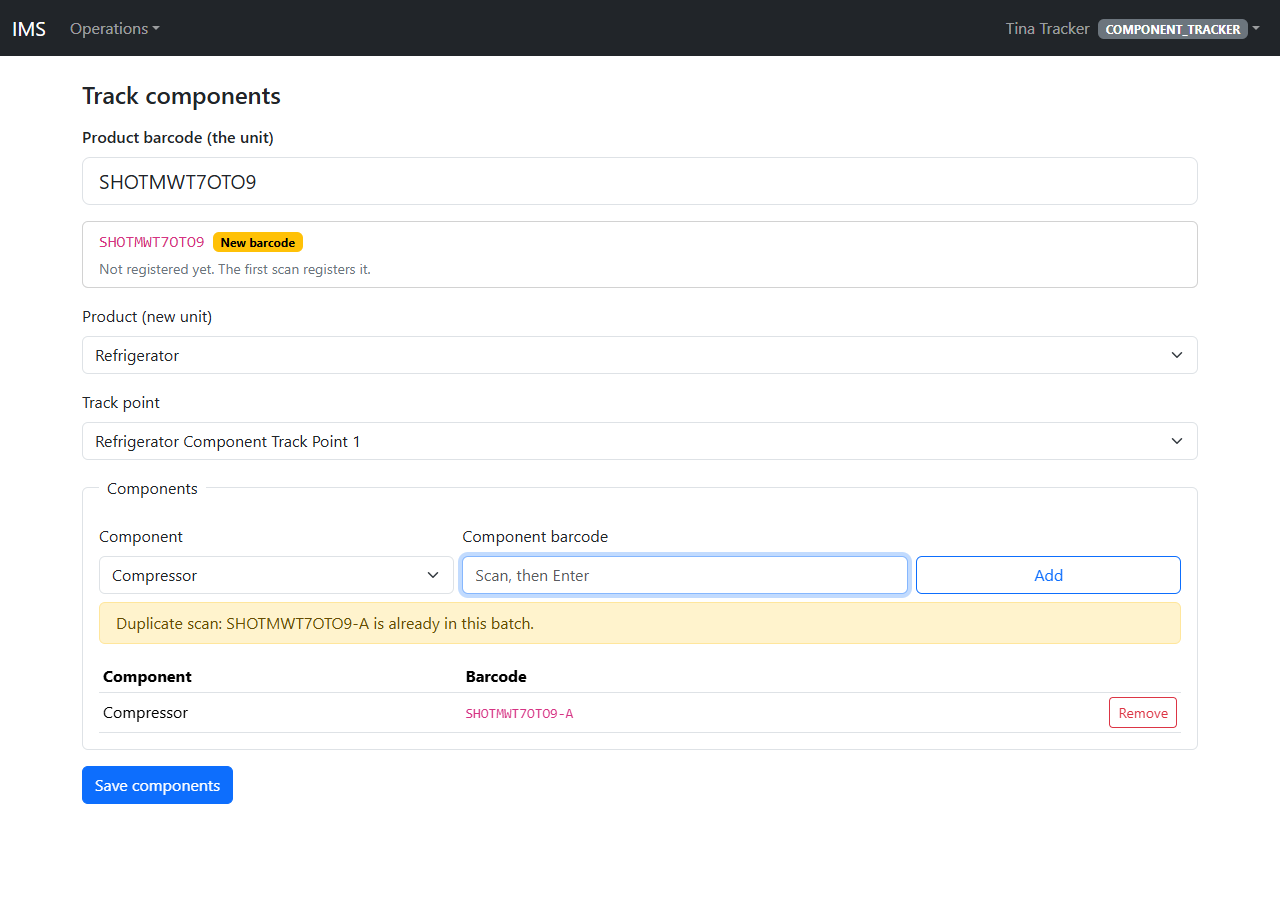 IMS Operations Tina Tracker COMPONENT_TRACKER
Track components
Product barcode (the unit)
SHOTMWT7OTO9
SHOTMWT7OTO9 New barcode
Not registered yet. The first scan registers it.
Product (new unit)
Refrigerator
Track point
Refrigerator Component Track Point 1
Components
Component Component barcode
Compressor Scan, then Enter Add
Duplicate scan: SHOTMWT7OTO9-A is already in this batch.
Component Barcode
Compressor SHOTMWT7OTO9-A Remove
Save components